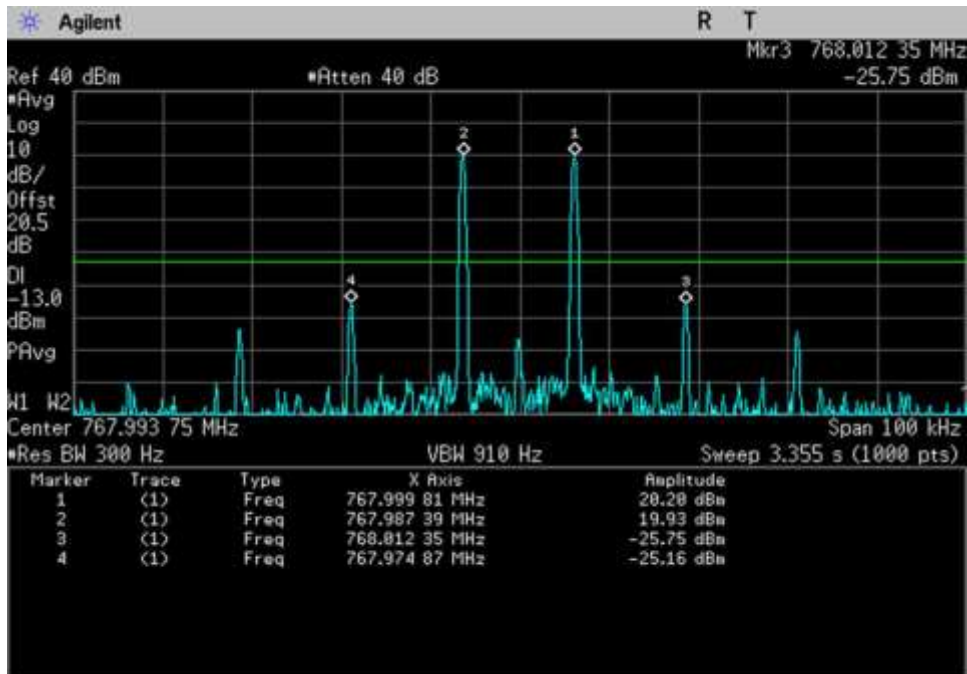 Agilent R T
Mkr3 768.012 35 MHz
Ref 40 dBm *Atten 40 dB -25.75 dBm
*Avg
Log
10
dB/
Offst
20.5
dB
DI
-13.0
dBm
PAvg
W1 W2
2
1
4
3
Center 767.993 75 MHz Span 100 kHz
*Res BW 300 Hz VBW 910 Hz Sweep 3.355 s (1000 pts)
Marker Trace Type X Axis Amplitude
1 (1) Freq 767.999 81 MHz 20.20 dBm
2 (1) Freq 767.987 39 MHz 19.93 dBm
3 (1) Freq 768.012 35 MHz -25.75 dBm
4 (1) Freq 767.974 87 MHz -25.16 dBm